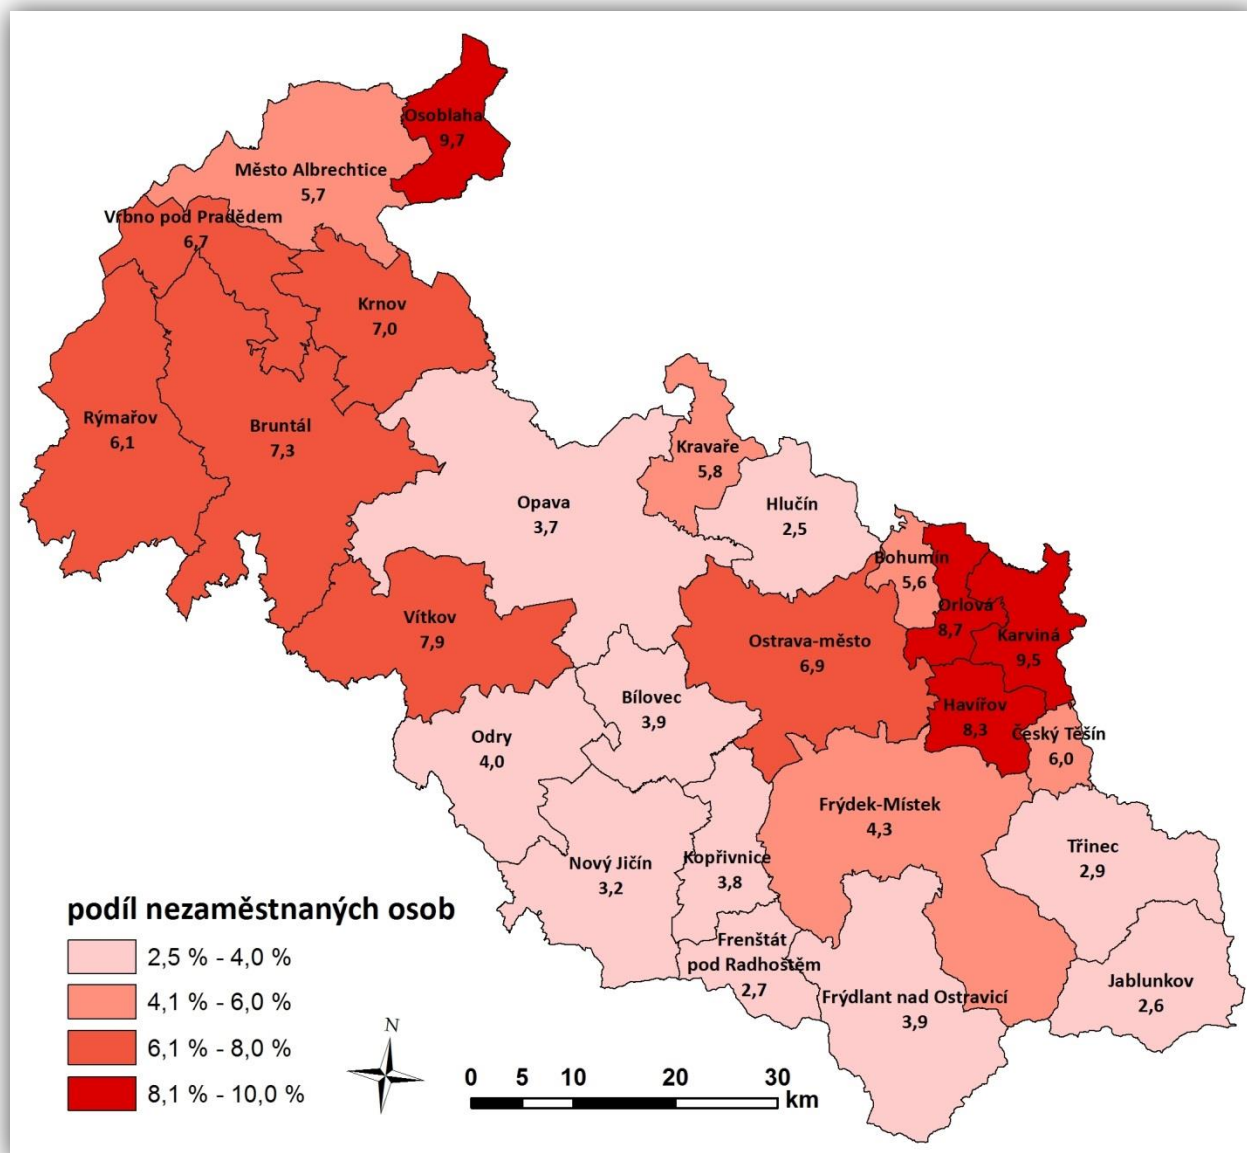 Osoblaha
9,7
Město Albrechtice
5,7
Vrbno pod Pradědem
6,7
Krnov
7,0
Rýmařov
6,1
Bruntál
7,3
Kravaře
5,8
Opava
3,7
Hlučín
2,5
Bohumín
5,6
Orlová
8,7
Karviná
9,5
Vítkov
7,9
Ostrava-město
6,9
Havířov
8,3
Český Těšín
6,0
Bílovec
3,9
Odry
4,0
Frýdek-Místek
4,3
Třinec
2,9
Nový Jičín
3,2
Kopřivnice
3,8
Frenštát
pod Radhoštěm
2,7
Frýdlant nad Ostravicí
3,9
Jablunkov
2,6
podíl nezaměstnaných osob
2,5 % - 4,0 %
4,1 % - 6,0 %
6,1 % - 8,0 %
8,1 % - 10,0 %
N
0 5 10 20 30
km